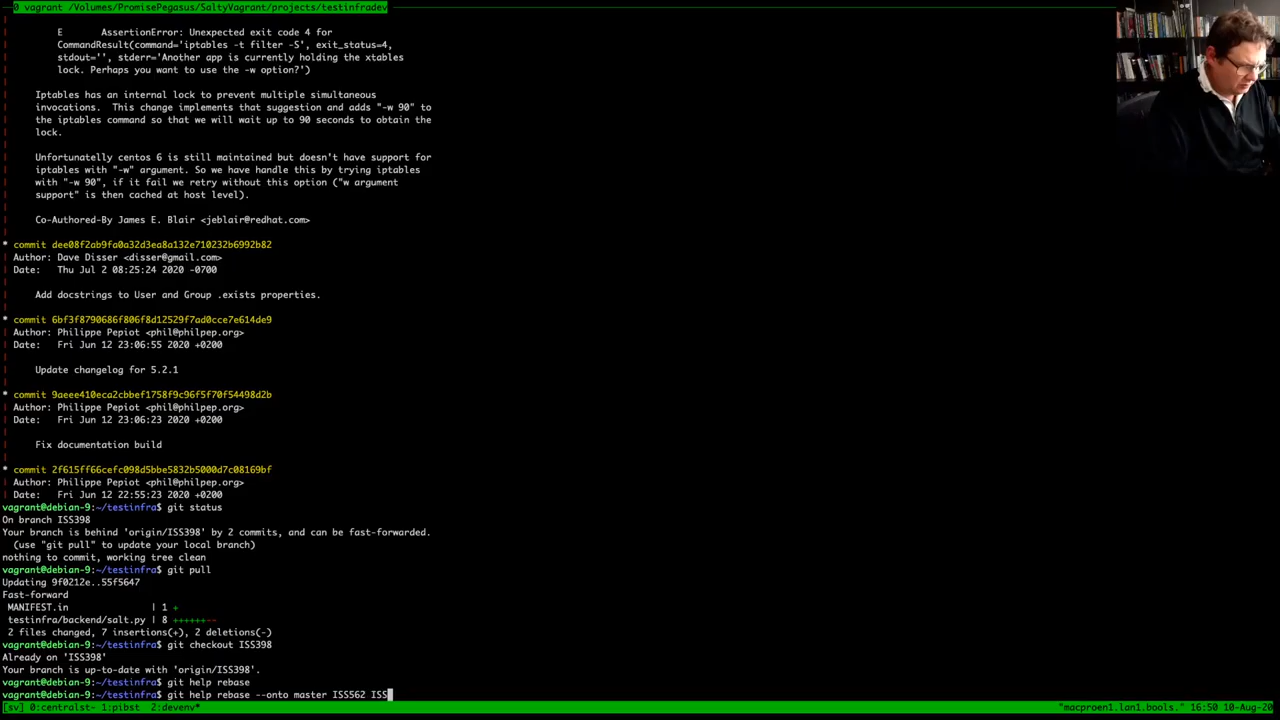 0 vagrant /Volumes/PromisePegasus/SaltyVagrant/projects/testinfradev
E       AssertionError: Unexpected exit code 4 for
CommandResult(command='iptables -t filter -S', exit_status=4,
stdout='', stderr='Another app is currently holding the xtables
lock. Perhaps you want to use the -w option?')
Iptables has an internal lock to prevent multiple simultaneous
invocations.  This change implements that suggestion and adds "-w 90" to
the iptables command so that we will wait up to 90 seconds to obtain the
lock.
Unfortunatelly centos 6 is still maintained but doesn't have support for
iptables with "-w" argument. So we have handle this by trying iptables
with "-w 90", if it fail we retry without this option ("w argument
support" is then cached at host level).
Co-Authored-By James E. Blair <jeblair@redhat.com>
* commit dee08f2ab9fa0a32d3ea8a132e710232b6992b82
| Author: Dave Disser <disser@gmail.com>
| Date:   Thu Jul 2 08:25:24 2020 -0700
Add docstrings to User and Group .exists properties.
* commit 6bf3f8790686f806f8d12529f7ad0cce7e614de9
| Author: Philippe Pepiot <phil@philpep.org>
| Date:   Fri Jun 12 23:06:55 2020 +0200
Update changelog for 5.2.1
* commit 9aeee410eca2cbbef1758f9c96f5f70f54498d2b
| Author: Philippe Pepiot <phil@philpep.org>
| Date:   Fri Jun 12 23:06:23 2020 +0200
Fix documentation build
* commit 2f615ff66cefc098d5bbe5832b5000d7c08169bf
| Author: Philippe Pepiot <phil@philpep.org>
| Date:   Fri Jun 12 22:55:23 2020 +0200
vagrant@debian-9:~/testinfra$ git status
On branch ISS398
Your branch is behind 'origin/ISS398' by 2 commits, and can be fast-forwarded.
(use "git pull" to update your local branch)
nothing to commit, working tree clean
vagrant@debian-9:~/testinfra$ git pull
Updating 9f0212e..55f5647
Fast-forward
MANIFEST.in               | 1 +
testinfra/backend/salt.py | 8 ++++++--
2 files changed, 7 insertions(+), 2 deletions(-)
vagrant@debian-9:~/testinfra$ git checkout ISS398
Already on 'ISS398'
Your branch is up-to-date with 'origin/ISS398'.
vagrant@debian-9:~/testinfra$ git help rebase
vagrant@debian-9:~/testinfra$ git help rebase --onto master ISS562 ISS
[sv] 0:centralst- 1:pibst  2:devenv* "macproen1.lan1.bools." 16:50 10-Aug-20